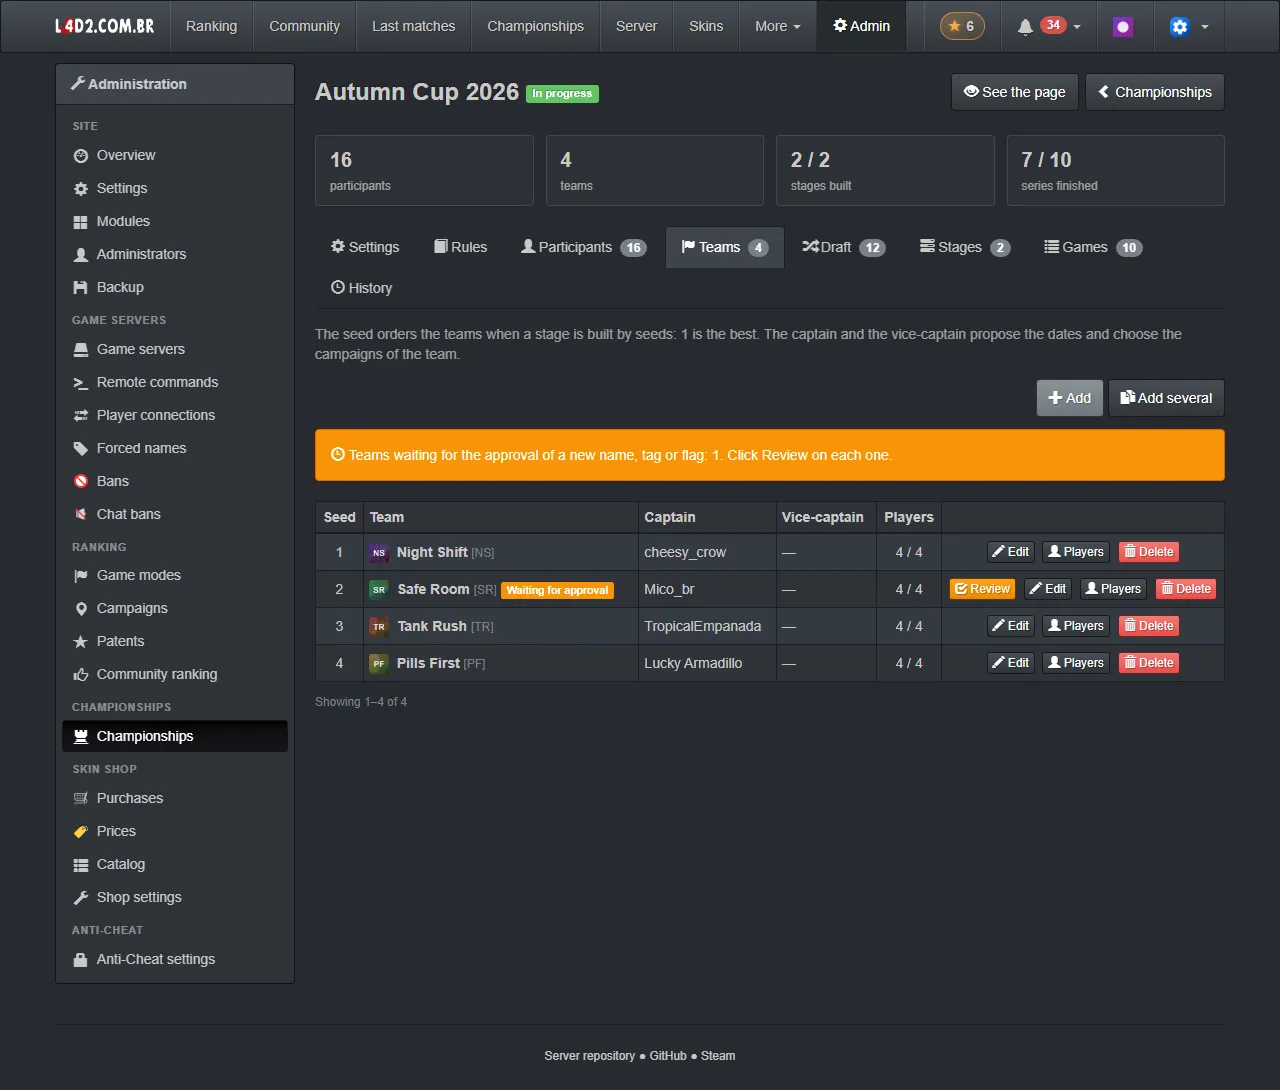 L4D2.COM.BR Ranking Community Last matches Championships Server Skins More Admin 6 34
Administration
SITE
Overview
Settings
Modules
Administrators
Backup
GAME SERVERS
Game servers
Remote commands
Player connections
Forced names
Bans
Chat bans
RANKING
Game modes
Campaigns
Patents
Community ranking
CHAMPIONSHIPS
Championships
SKIN SHOP
Purchases
Prices
Catalog
Shop settings
ANTI-CHEAT
Anti-Cheat settings
Autumn Cup 2026 In progress See the page Championships
16 participants
4 teams
2 / 2 stages built
7 / 10 series finished
Settings Rules Participants 16 Teams 4 Draft 12 Stages 2 Games 10
History
The seed orders the teams when a stage is built by seeds: 1 is the best. The captain and the vice-captain propose the dates and choose the
campaigns of the team.
Add Add several
Teams waiting for the approval of a new name, tag or flag: 1. Click Review on each one.
Seed Team Captain Vice-captain Players
1 NS Night Shift [NS] cheesy_crow — 4 / 4 Edit Players Delete
2 SR Safe Room [SR] Waiting for approval Mico_br — 4 / 4 Review Edit Players Delete
3 TR Tank Rush [TR] TropicalEmpanada — 4 / 4 Edit Players Delete
4 PF Pills First [PF] Lucky Armadillo — 4 / 4 Edit Players Delete
Showing 1–4 of 4
Server repository ● GitHub ● Steam